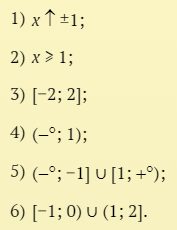 1) x ↑ ±1;
2) x ⩾ 1;
3) [−2; 2];
4) (–°; 1);
5) (–°; −1] ∪ [1; +°);
6) [−1; 0) ∪ (1; 2].